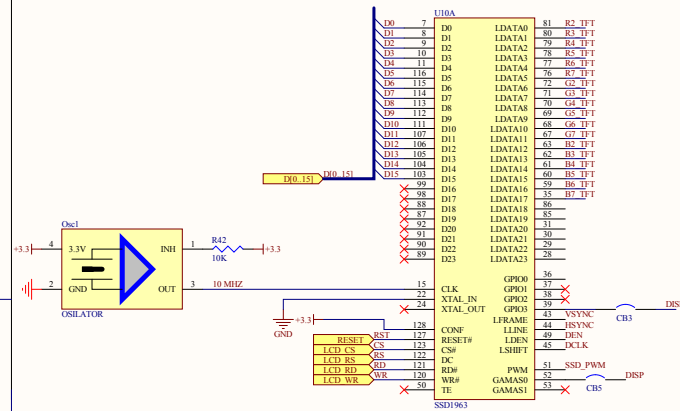 U10A
D0 7 D0 LDATA0 81 R2_TFT
D1 8 D1 LDATA1 80 R3_TFT
D2 9 D2 LDATA2 79 R4_TFT
D3 10 D3 LDATA3 78 R5_TFT
D4 11 D4 LDATA4 77 R6_TFT
D5 116 D5 LDATA5 76 R7_TFT
D6 115 D6 LDATA6 72 G2_TFT
D7 114 D7 LDATA7 71 G3_TFT
D8 113 D8 LDATA8 70 G4_TFT
D9 112 D9 LDATA9 69 G5_TFT
D10 111 D10 LDATA10 68 G6_TFT
D11 107 D11 LDATA11 67 G7_TFT
D12 106 D12 LDATA12 63 B2_TFT
D13 105 D13 LDATA13 62 B3_TFT
D14 104 D14 LDATA14 61 B4_TFT
D[0..15] D[0..15] D15 103 D15 LDATA15 60 B5_TFT
99 D16 LDATA16 59 B6_TFT
98 D17 LDATA17 35 B7_TFT
88 D18 LDATA18 86
87 D19 LDATA19 85
92 D20 LDATA20 31
91 D21 LDATA21 30
90 D22 LDATA22 29
89 D23 LDATA23 28
Osc1
R42
+3.3 4 3.3V INH 1 10K +3.3
2 GND OUT 3 10 MHZ
OSILATOR
GPIO0 36
15 CLK GPIO1 37
22 XTAL_IN GPIO2 38
24 XTAL_OUT GPIO3 39 CB3
LFRAME 43 VSYNC
GND +3.3 128 CONF LLINE 44 HSYNC
RESET RST 127 RESET# LDEN 49 DEN
LCD_CS CS 123 CS# LSHIFT 45 DCLK
LCD_RS RS 122 DC
LCD_RD RD 121 RD# PWM 51 SSD_PWM
LCD_WR WR 120 WR# GAMAS0 52 CB5 DISP
50 TE GAMAS1 53
SSD1963